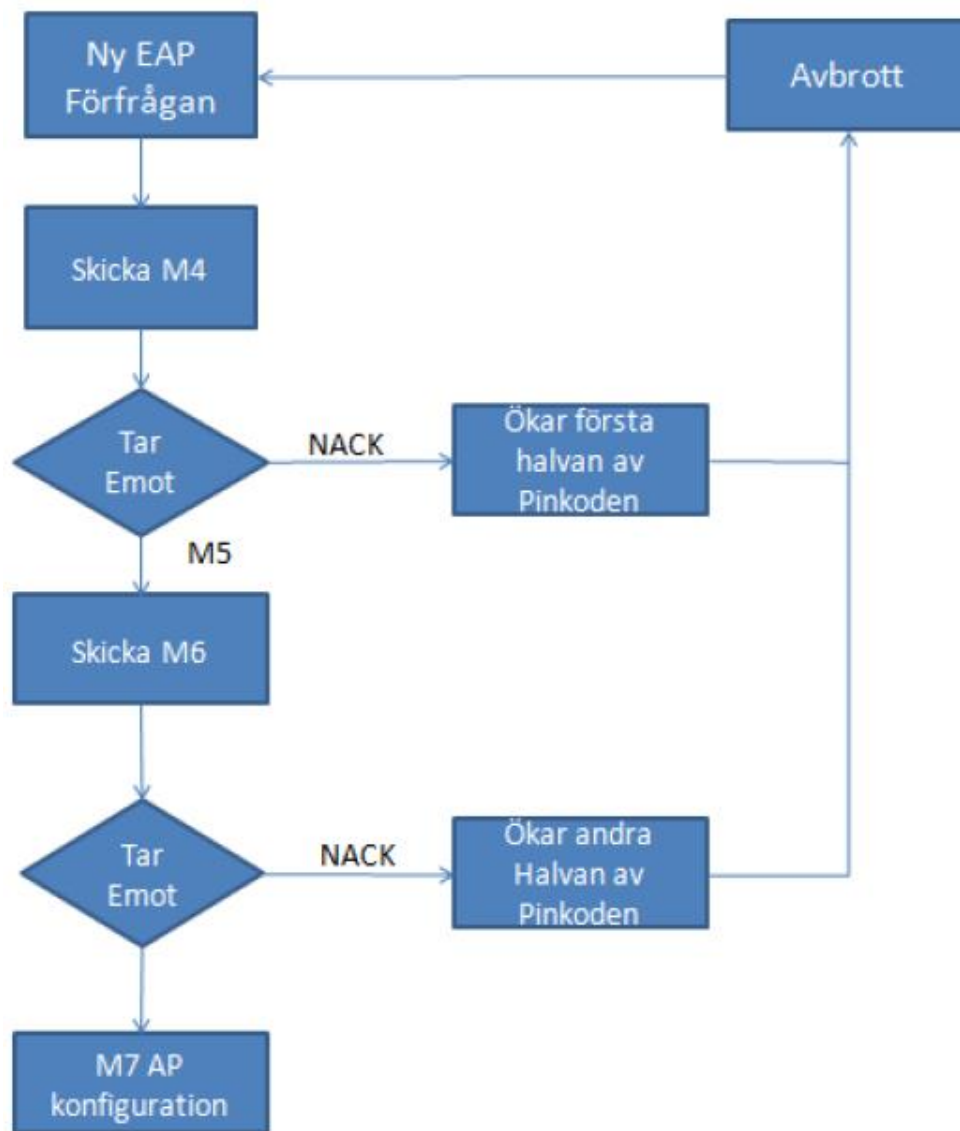 Ny EAP
Förfrågan
Avbrott
Skicka M4
Tar
Emot
NACK
Ökar första
halvan av
Pinkoden
M5
Skicka M6
Tar
Emot
NACK
Ökar andra
Halvan av
Pinkoden
M7 AP
konfiguration